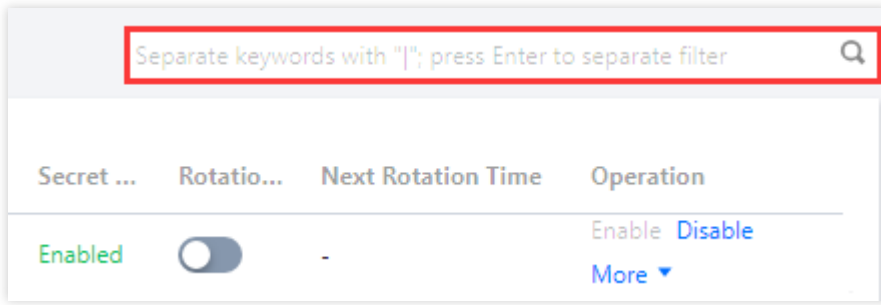 Separate keywords with "|"; press Enter to separate filter
Secret ... Rotatio... Next Rotation Time Operation
Enabled - Enable Disable
More